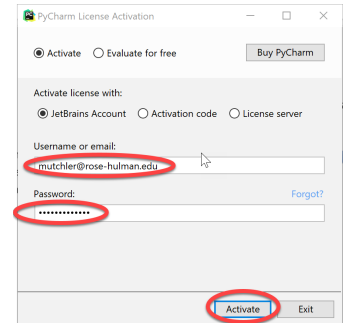 PyCharm License Activation
Activate Evaluate for free Buy PyCharm
Activate license with:
JetBrains Account Activation code License server
Username or email:
mutchler@rose-hulman.edu
Password: Forgot?
•••••••••••••
Activate Exit